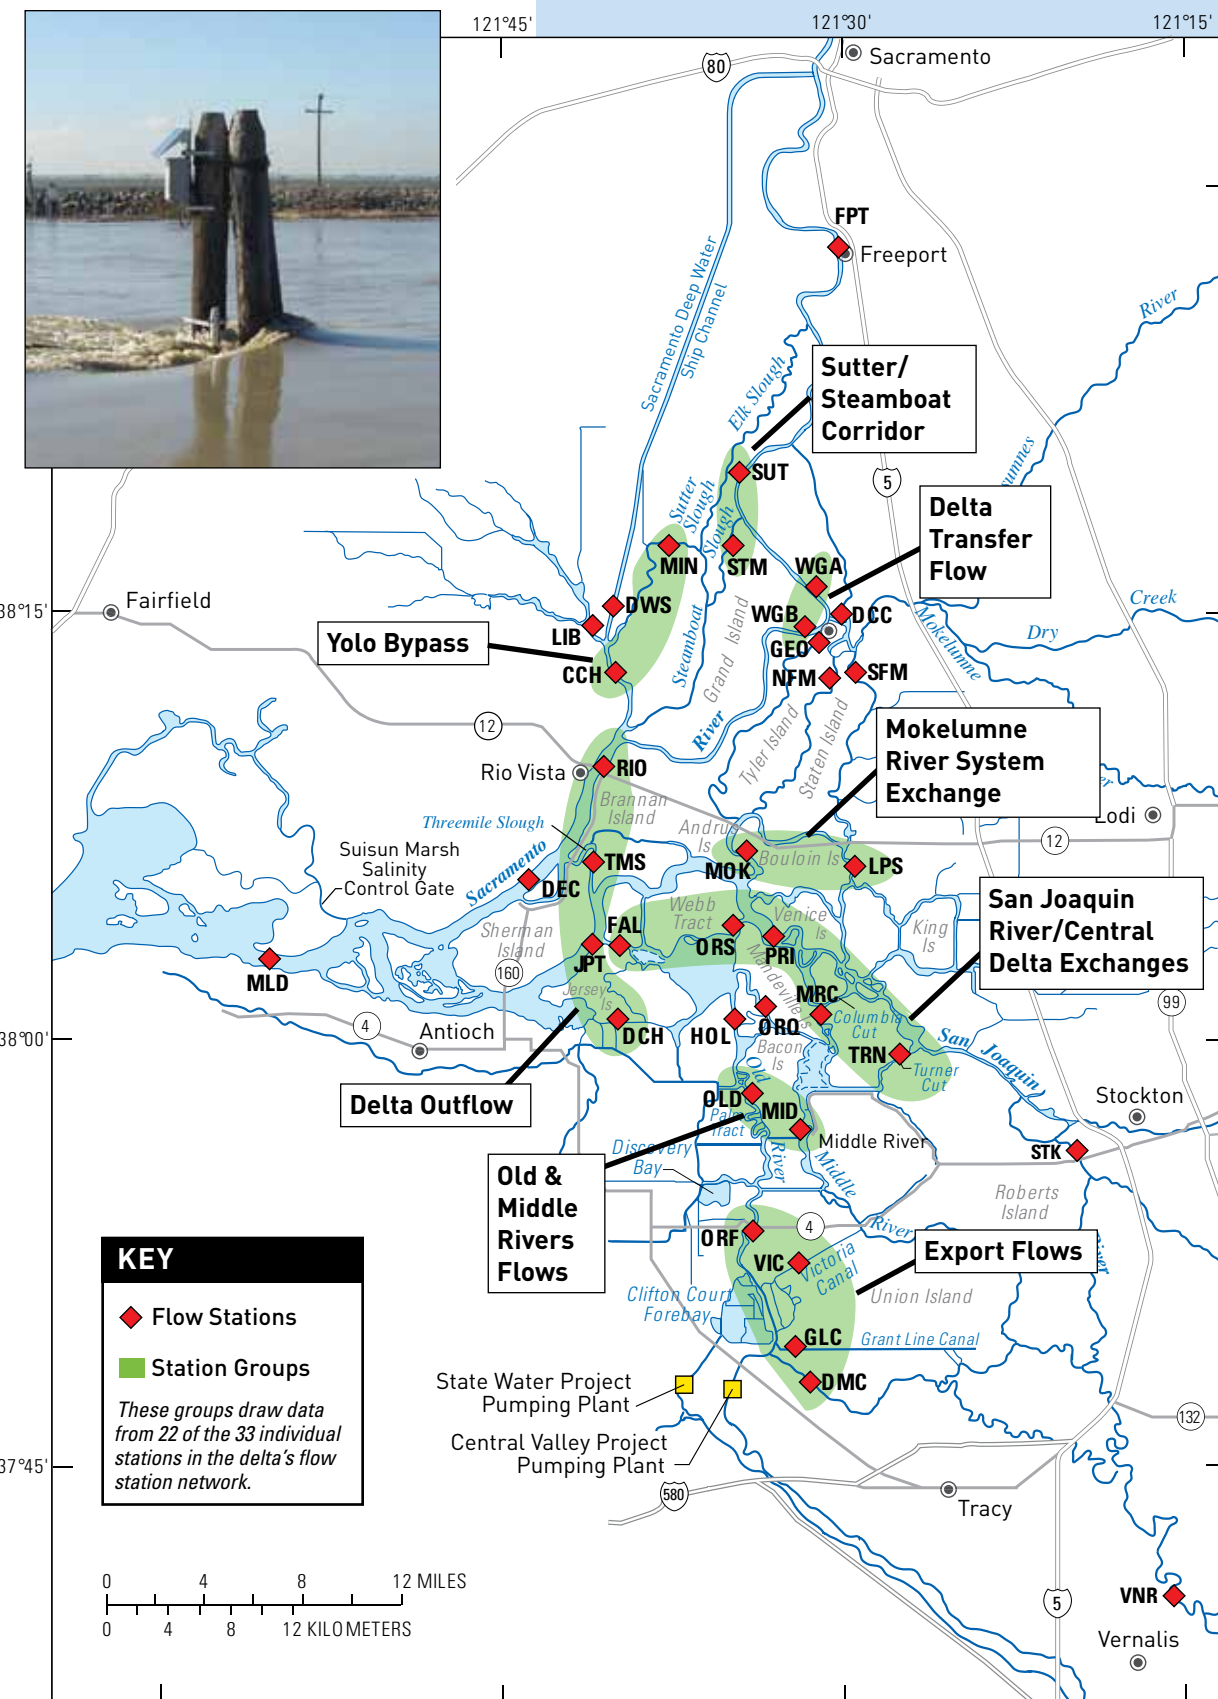 121°45'
121°30'
121°15'
80
Sacramento
FPT
Freeport
Sacramento Deep Water
Ship Channel
River
Elk Slough
Sutter/
Steamboat
Corridor
SUT
5
sumnes
Sutter
Slough
Slough
Delta
Transfer
Flow
MIN
STM
WGA
38°15'
Fairfield
DWS
WGB
DCC
Creek
LIB
Yolo Bypass
GEO
Mokelumne
Dry
CCH
Steamboat
Grand Island
NFM
SFM
12
River
Tyler Island
Staten Island
Mokelumne
River System
Exchange
er
Rio Vista
RIO
Brannan
Island
Lodi
Threemile Slough
Andrus
Is
12
Suisun Marsh
Salinity
Control Gate
Sacramento
TMS
MOK
Bouloin Is
LPS
DEC
San Joaquin
River/Central
Delta Exchanges
Sherman
Island
FAL
Webb
Tract
Venice
Is
King
Is
ORS
PRI
JPT
MLD
160
Jersey
Is
Mandeville Is
MRC
99
4
Antioch
DCH
HOL
ORQ
Columbia
Cut
38°00'
Bacon
Is
TRN
San Joaquin
Turner
Cut
Delta Outflow
OLD
Old
MID
Stockton
Palm
Tract
Middle River
Discovery
Bay
River
Middle
STK
Old &
Middle
Rivers
Flows
Roberts
Island
ORF
4
River
Export Flows
River
VIC
Victoria
Canal
KEY
Flow Stations
Station Groups
These groups draw data
from 22 of the 33 individual
stations in the delta's flow
station network.
Clifton Court
Forebay
Union Island
GLC
Grant Line Canal
State Water Project
Pumping Plant
DMC
132
Central Valley Project
Pumping Plant
37°45'
580
Tracy
0 4 8 12 MILES
0 4 8 12 KILOMETERS
5
VNR
Vernalis